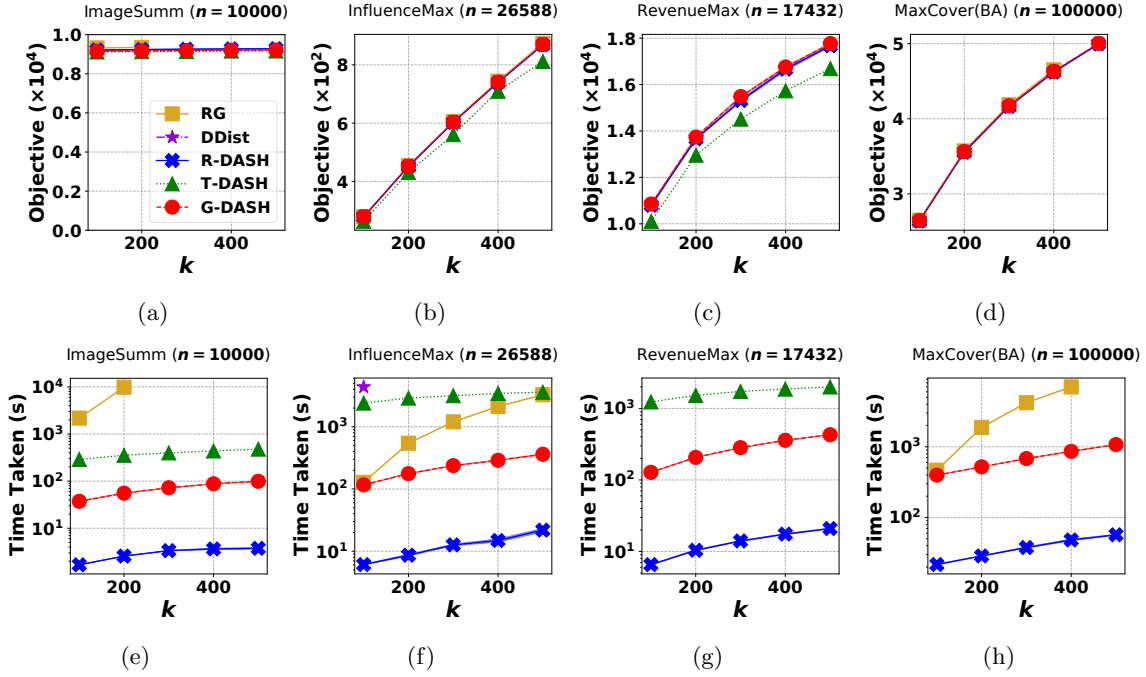 ImageSumm (n = 10000)
Objective (×10⁴)
1.0
0.8
0.6
0.4
0.2
0.0
RG
DDist
R-DASH
T-DASH
G-DASH
200
400
k
(a)
InfluenceMax (n = 26588)
Objective (×10²)
8
6
4
200
400
k
(b)
RevenueMax (n = 17432)
Objective (×10⁴)
1.8
1.6
1.4
1.2
1.0
200
400
k
(c)
MaxCover(BA) (n = 100000)
Objective (×10⁴)
5
4
3
200
400
k
(d)
ImageSumm (n = 10000)
Time Taken (s)
10⁴
10³
10²
10¹
200
400
k
(e)
InfluenceMax (n = 26588)
Time Taken (s)
10³
10²
10¹
200
400
k
(f)
RevenueMax (n = 17432)
Time Taken (s)
10³
10²
10¹
200
400
k
(g)
MaxCover(BA) (n = 100000)
Time Taken (s)
10³
10²
200
400
k
(h)